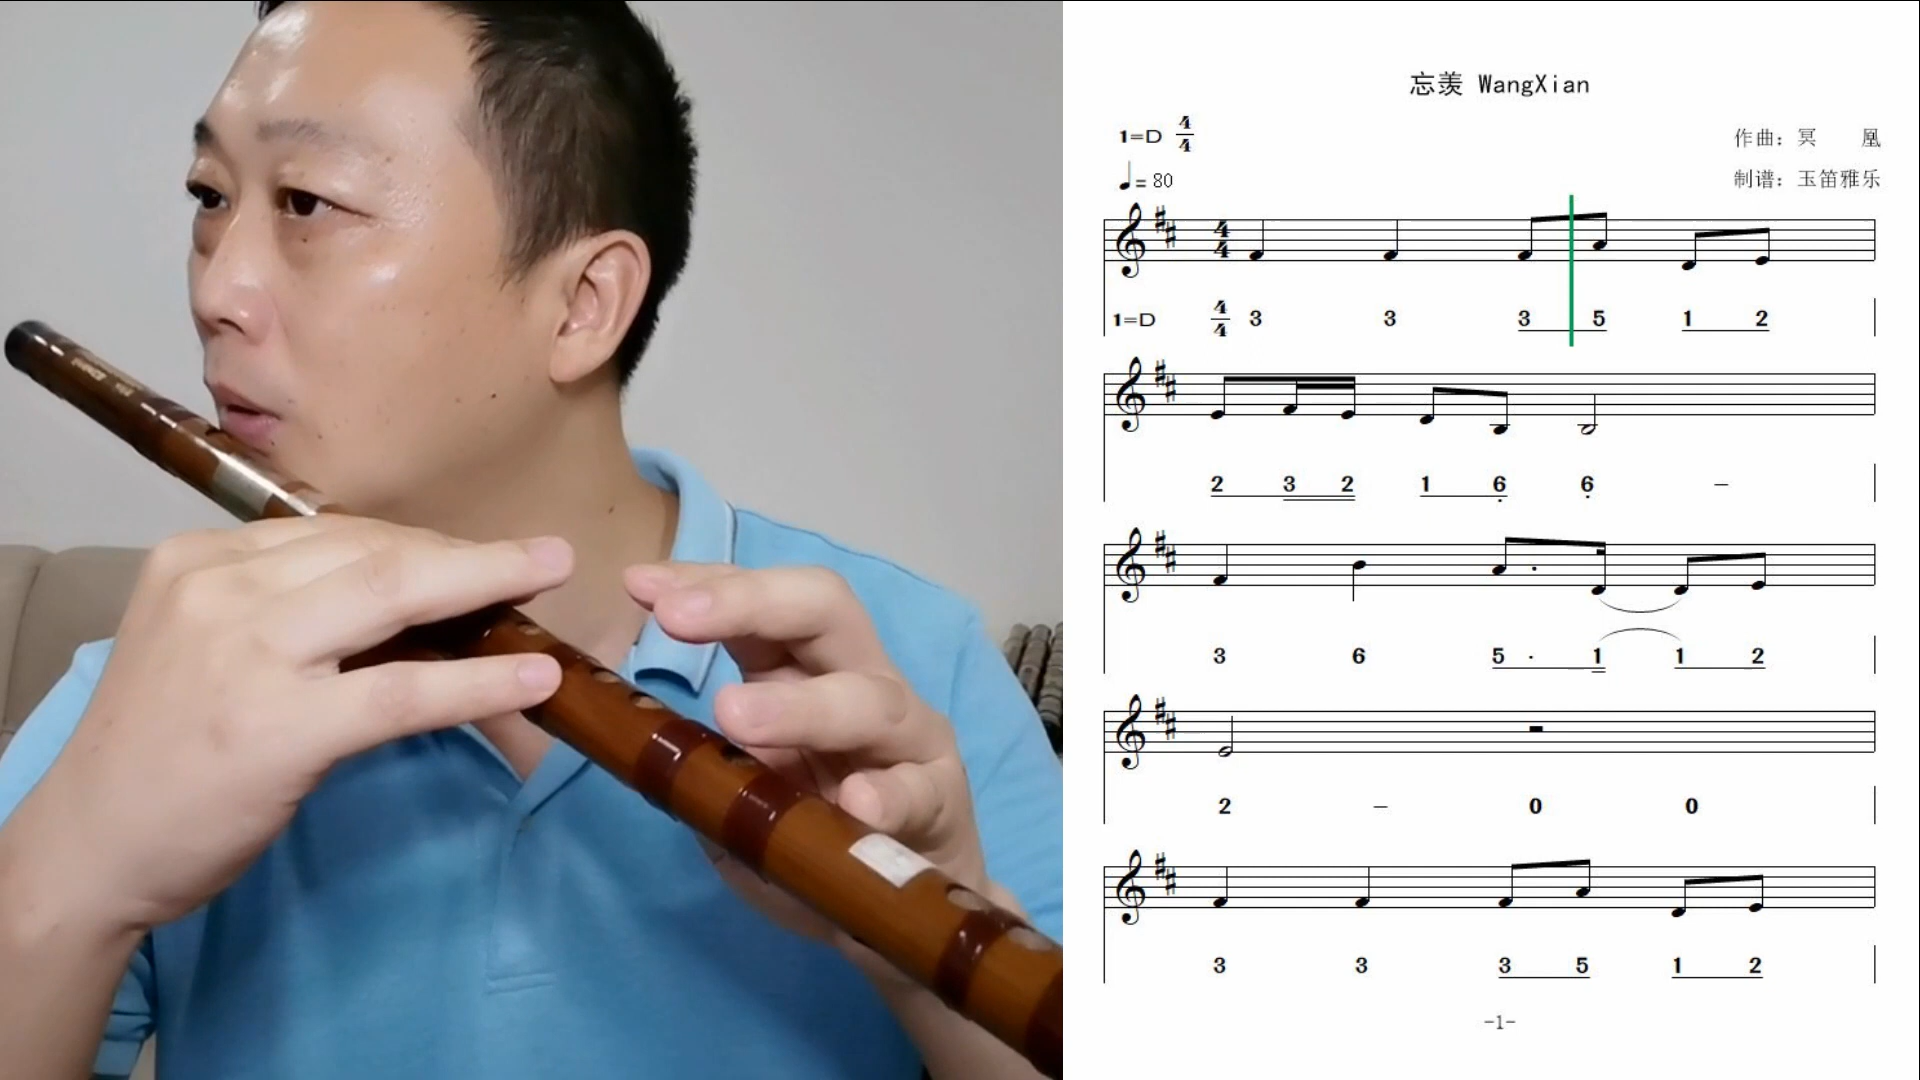 忘羡 WangXian
1=D 4/4
作曲：冥 凰
♩= 80
制谱：玉笛雅乐
1=D 4/4 3 3 3 5 1 2
2 3 2 1 6 6 –
3 6 5 · 1 1 2
2 – 0 0
3 3 3 5 1 2
-1-